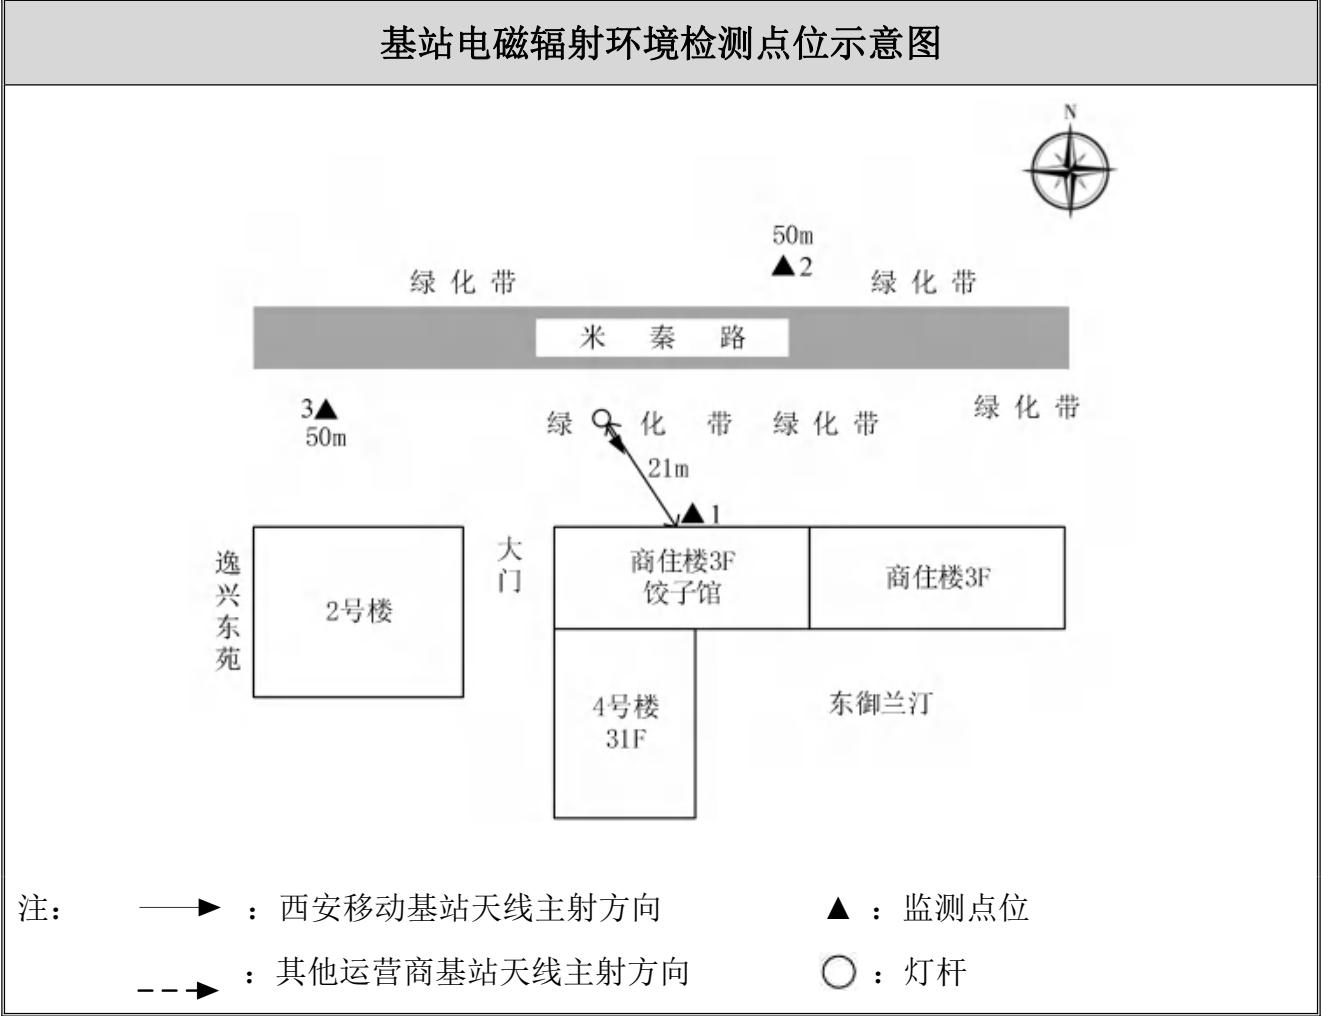 基站电磁辐射环境检测点位示意图
N
50m
▲2
绿化带
绿化带
米秦路
3▲
50m
绿化带
绿化带
绿化带
21m
▲1
大门
逸兴东苑
2号楼
商住楼3F
饺子馆
商住楼3F
4号楼
31F
东御兰汀
注：
：西安移动基站天线主射方向
▲：监测点位
：其他运营商基站天线主射方向
：灯杆